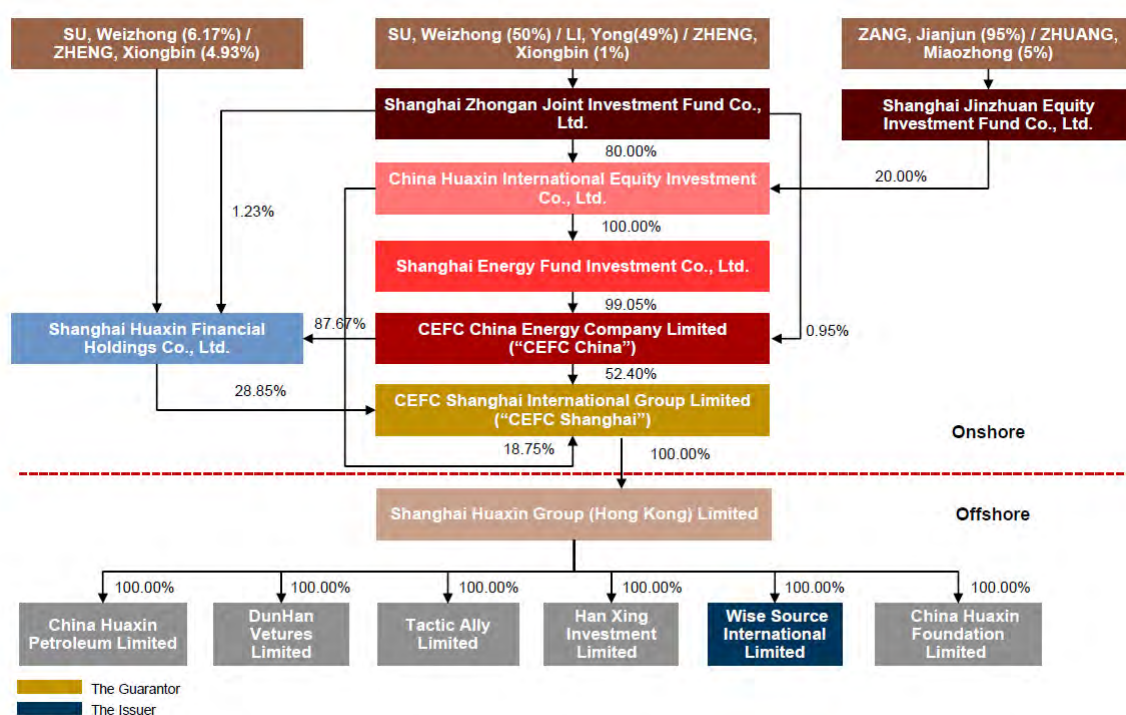 SU, Weizhong (6.17%) /
ZHENG, Xiongbin (4.93%)
SU, Weizhong (50%) / LI, Yong(49%) / ZHENG,
Xiongbin (1%)
ZANG, Jianjun (95%) / ZHUANG,
Miaozhong (5%)
Shanghai Zhongan Joint Investment Fund Co.,
Ltd.
Shanghai Jinzhuan Equity
Investment Fund Co., Ltd.
80.00%
China Huaxin International Equity Investment
Co., Ltd.
20.00%
1.23%
100.00%
Shanghai Energy Fund Investment Co., Ltd.
99.05%
Shanghai Huaxin Financial
Holdings Co., Ltd.
87.67%
CEFC China Energy Company Limited
(“CEFC China”)
0.95%
52.40%
28.85%
CEFC Shanghai International Group Limited
(“CEFC Shanghai”)
18.75%
100.00%
Onshore
Shanghai Huaxin Group (Hong Kong) Limited
Offshore
100.00%
100.00%
100.00%
100.00%
100.00%
100.00%
China Huaxin
Petroleum Limited
DunHan
Vetures
Limited
Tactic Ally
Limited
Han Xing
Investment
Limited
Wise Source
International
Limited
China Huaxin
Foundation
Limited
The Guarantor
The Issuer